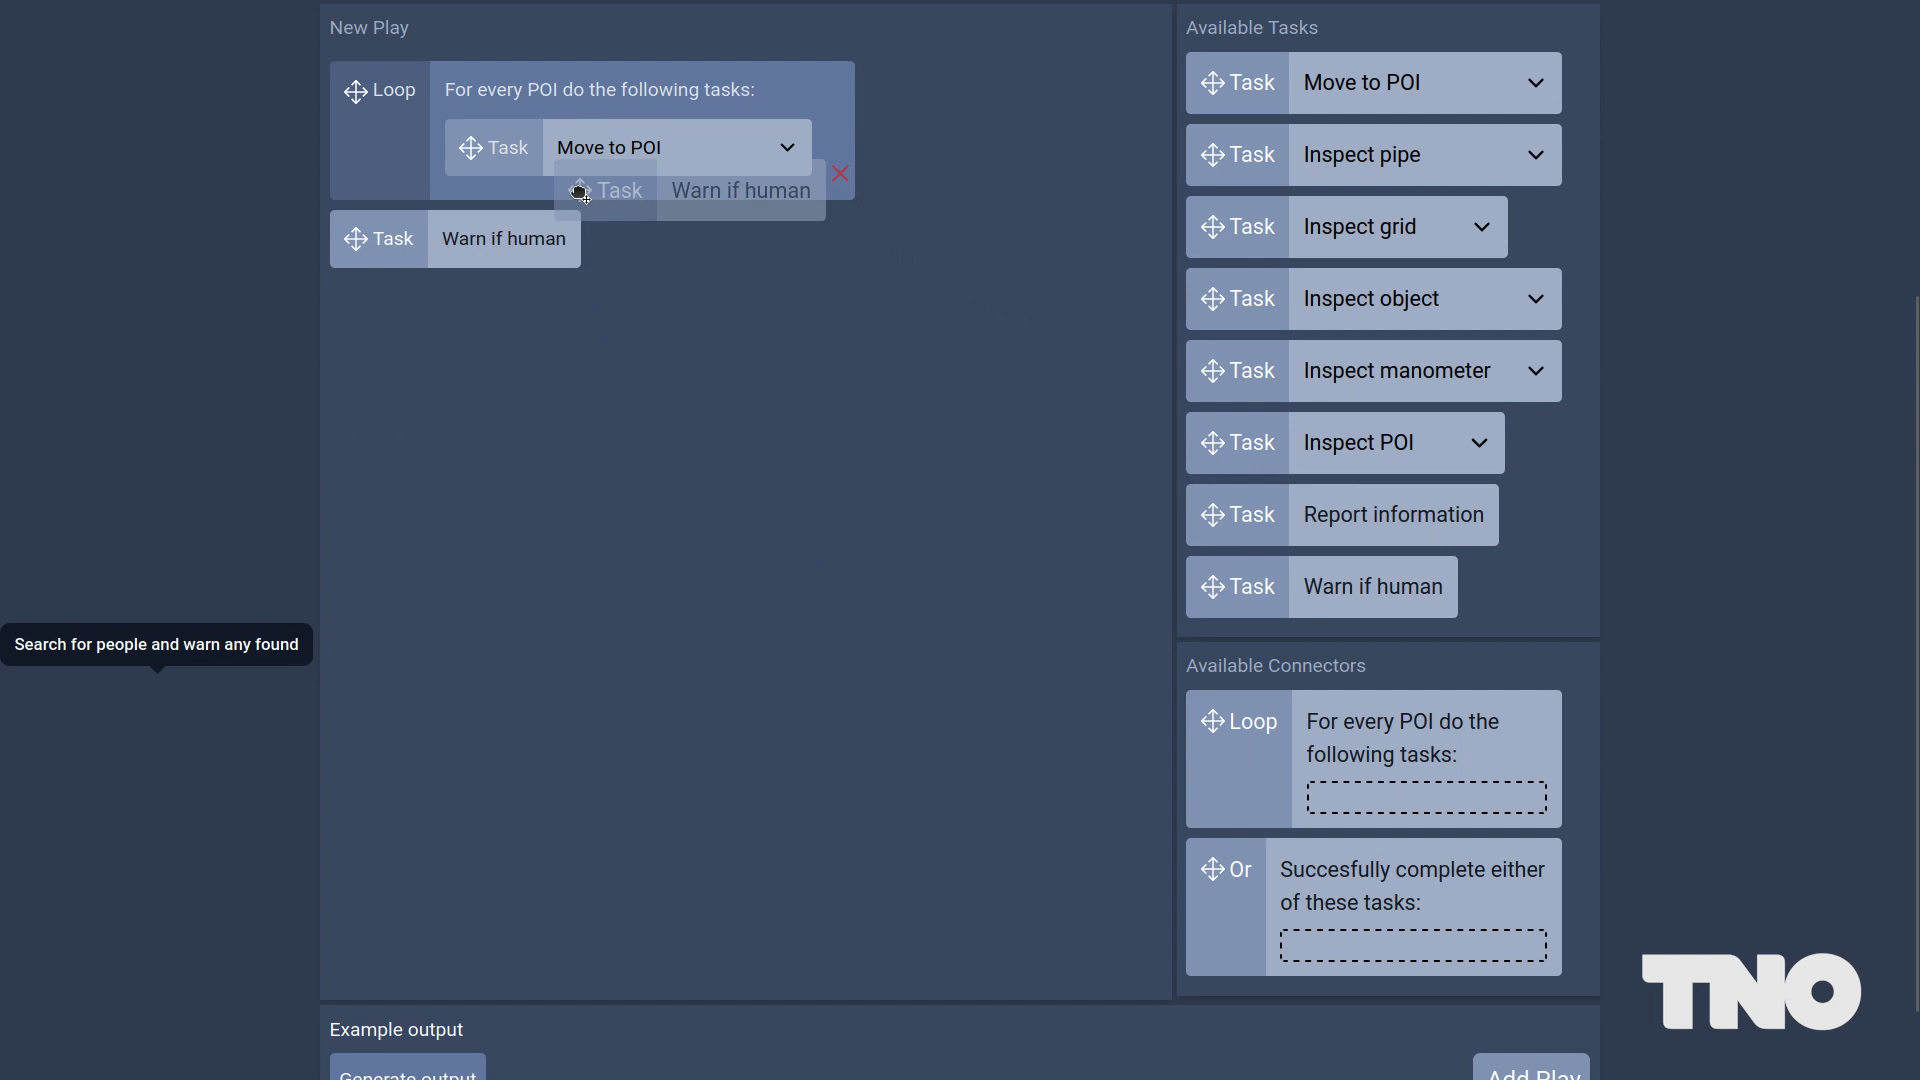 New Play
Loop
For every POI do the following tasks:
Task
Move to POI
Task
Warn if human
Task
Warn if human
Available Tasks
Task
Move to POI
Task
Inspect pipe
Task
Inspect grid
Task
Inspect object
Task
Inspect manometer
Task
Inspect POI
Task
Report information
Task
Warn if human
Search for people and warn any found
Available Connectors
Loop
For every POI do the
following tasks:
Or
Succesfully complete either
of these tasks:
Example output
Generate output
Add Play
TNO